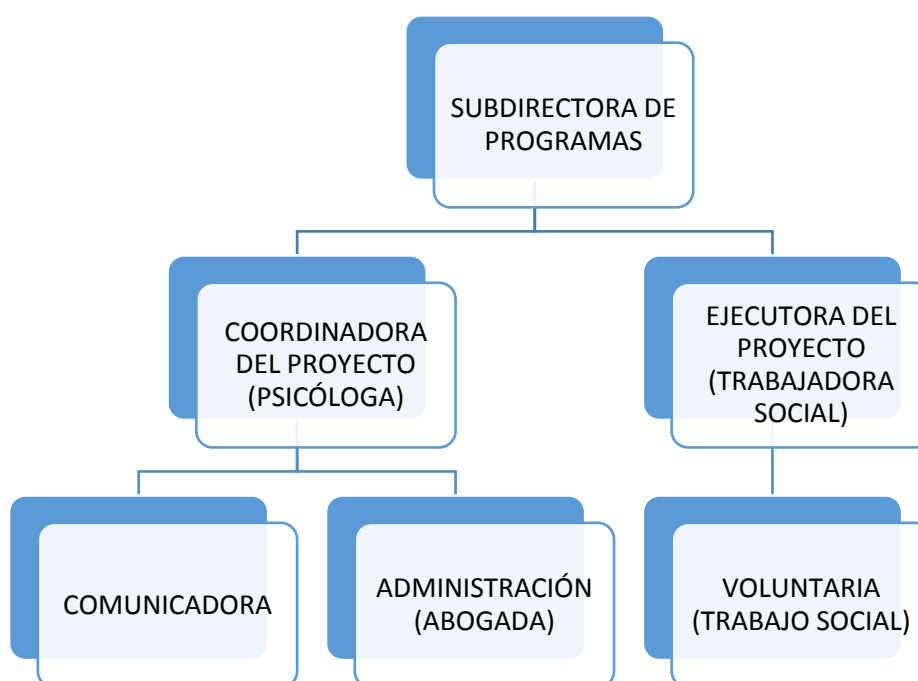 SUBDIRECTORA DE
PROGRAMAS
COORDINADORA
DEL PROYECTO
(PSICÓLOGA)
EJECUTORA DEL
PROYECTO
(TRABAJADORA
SOCIAL)
COMUNICADORA
ADMINISTRACIÓN
(ABOGADA)
VOLUNTARIA
(TRABAJO SOCIAL)